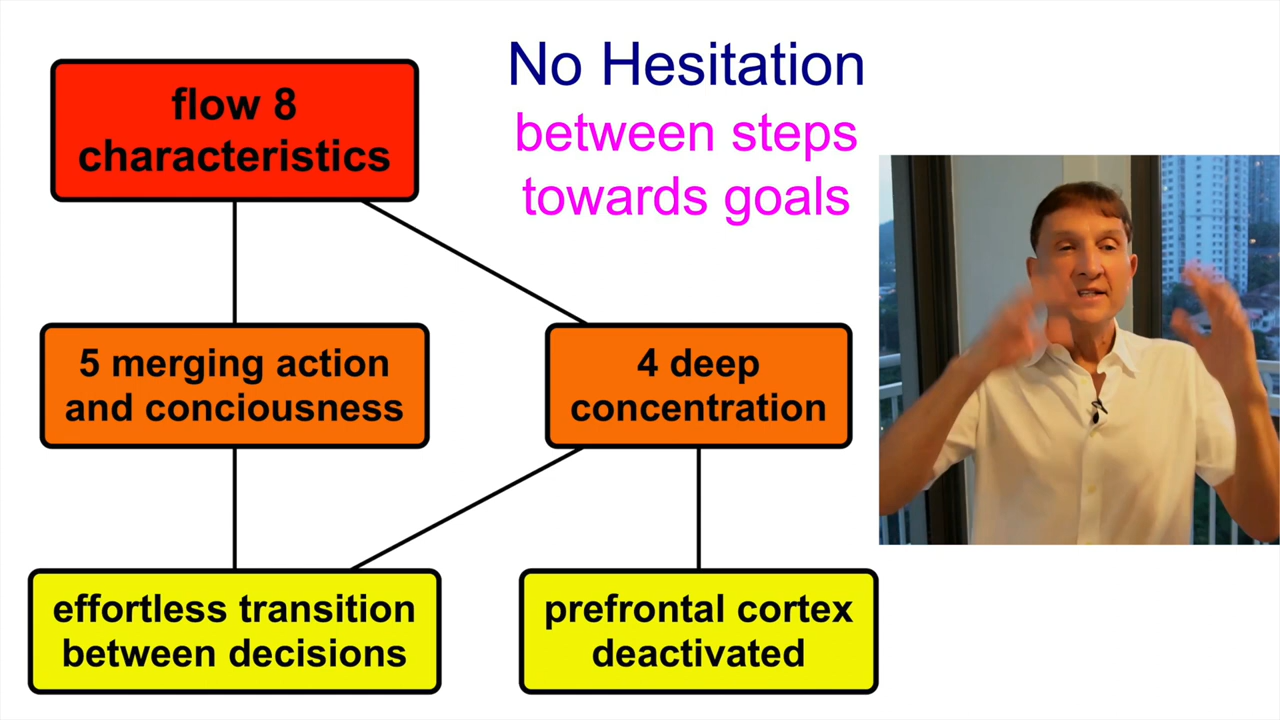 flow 8
characteristics
No Hesitation
between steps
towards goals
5 merging action
and conciousness
4 deep
concentration
effortless transition
between decisions
prefrontal cortex
deactivated